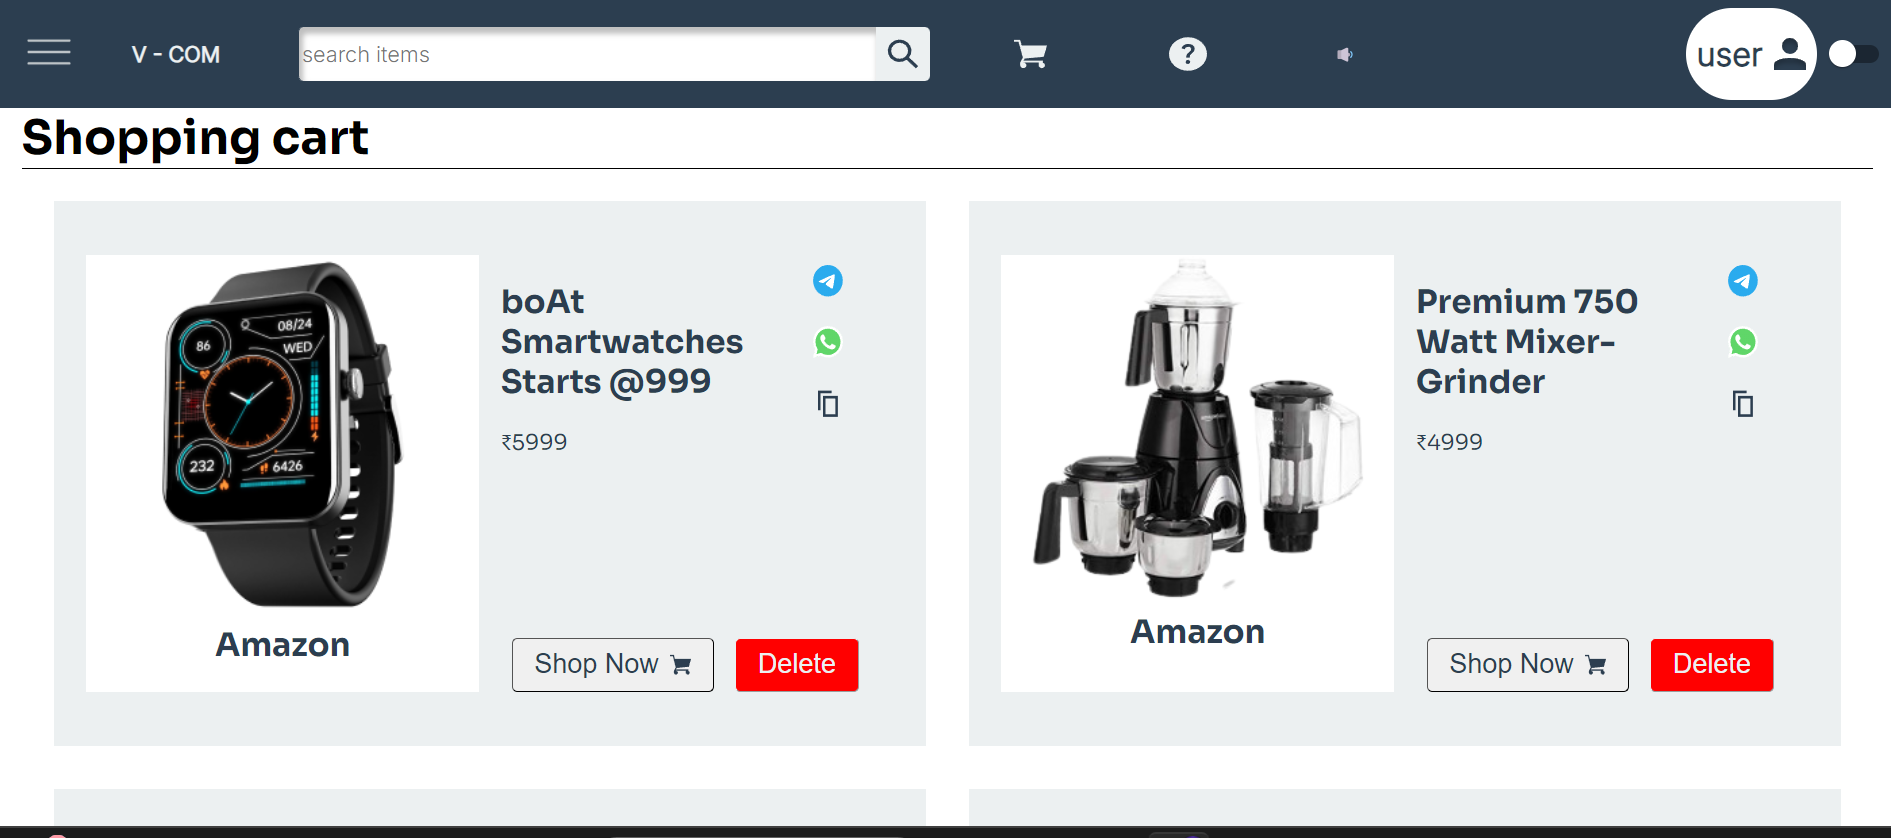 V - COM
search items
?
user
Shopping cart
08/24
WED
86
232
6426
Amazon
boAt
Smartwatches
Starts @999
₹5999
Shop Now
Delete
Amazon
Premium 750
Watt Mixer-
Grinder
₹4999
Shop Now
Delete